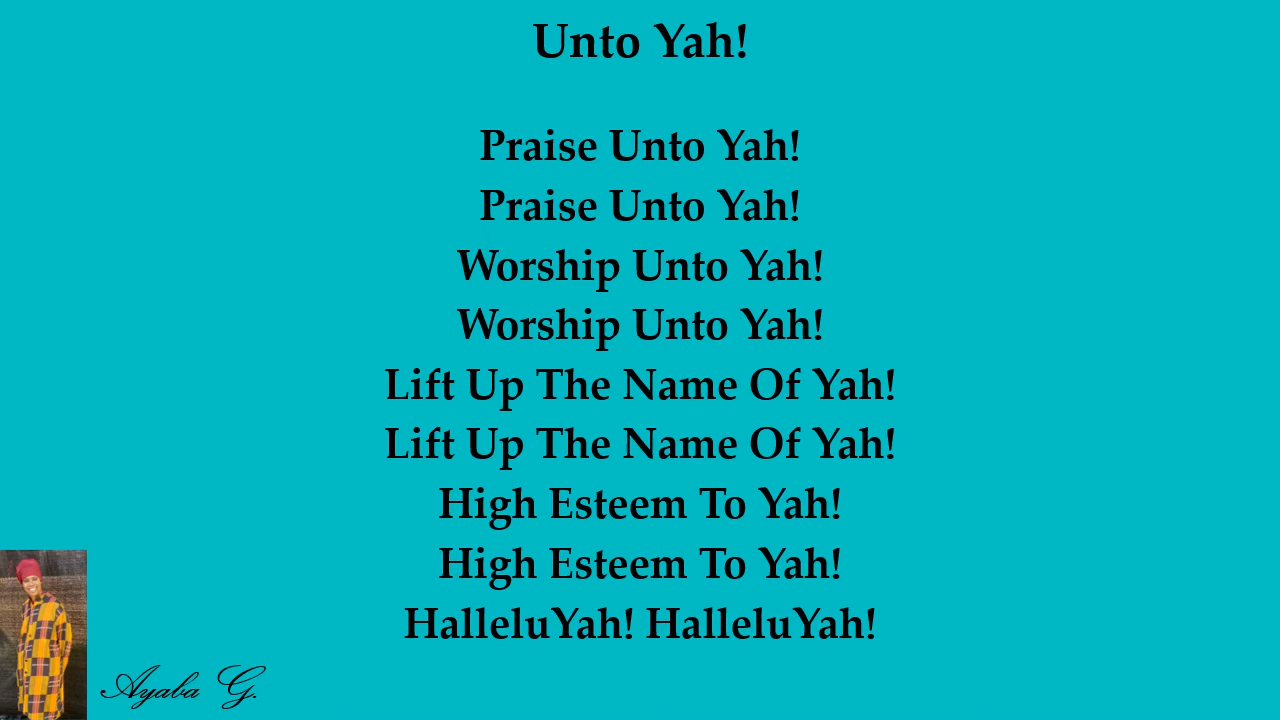 Unto Yah!
Praise Unto Yah!
Praise Unto Yah!
Worship Unto Yah!
Worship Unto Yah!
Lift Up The Name Of Yah!
Lift Up The Name Of Yah!
High Esteem To Yah!
High Esteem To Yah!
HalleluYah! HalleluYah!
Ayaba G.